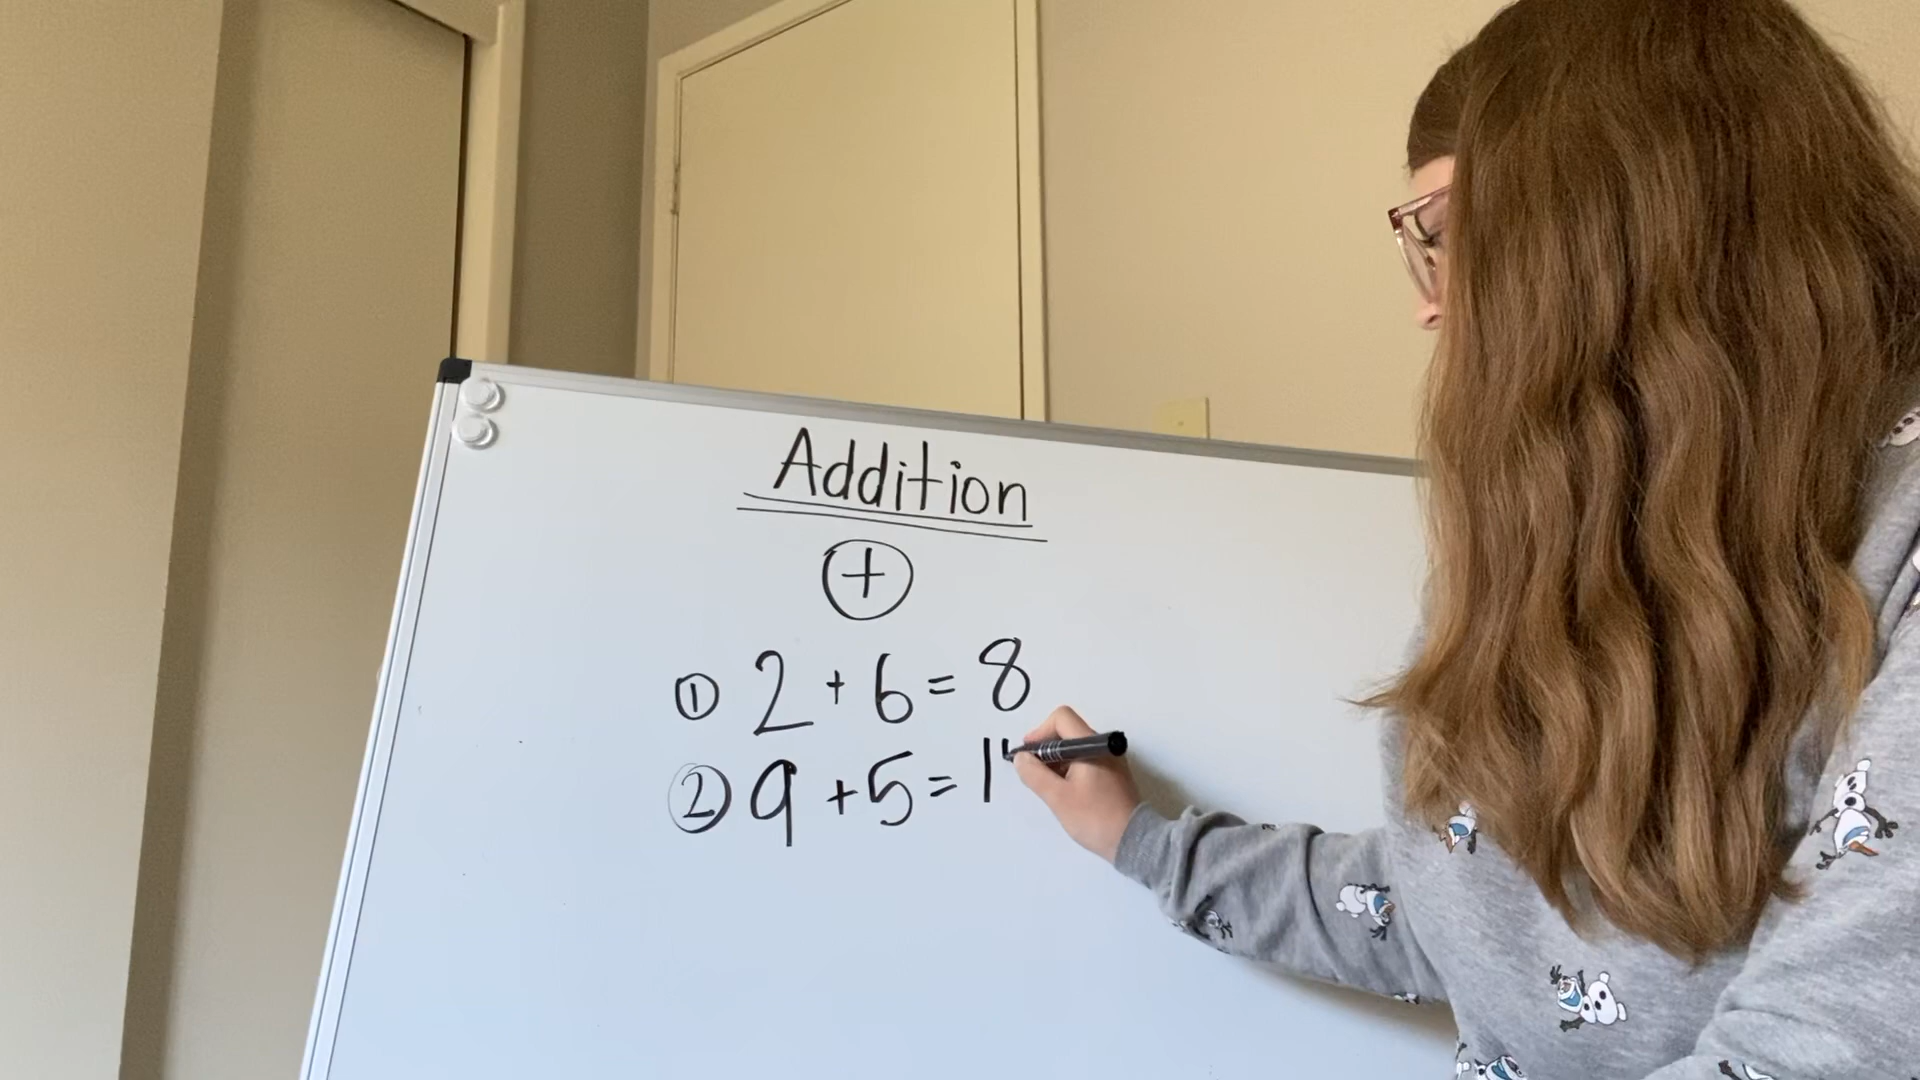 Addition
+
① 2 + 6 = 8
② 9 + 5 = 1